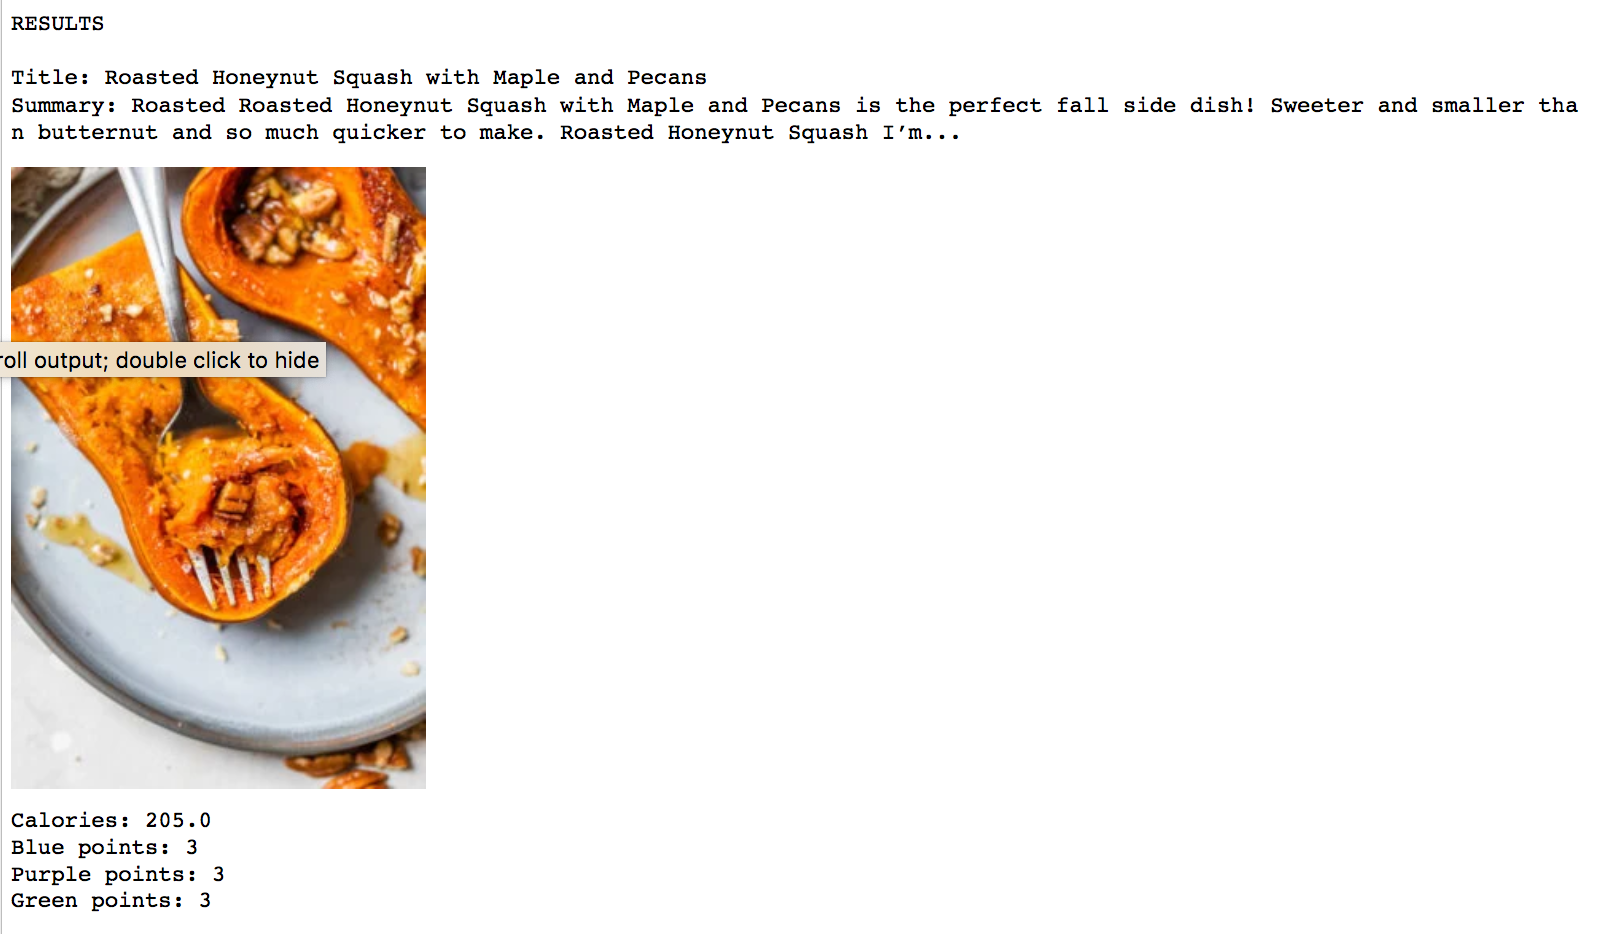 RESULTS
Title: Roasted Honeynut Squash with Maple and Pecans
Summary: Roasted Roasted Honeynut Squash with Maple and Pecans is the perfect fall side dish! Sweeter and smaller tha
n butternut and so much quicker to make. Roasted Honeynut Squash I’m...
roll output; double click to hide
Calories: 205.0
Blue points: 3
Purple points: 3
Green points: 3